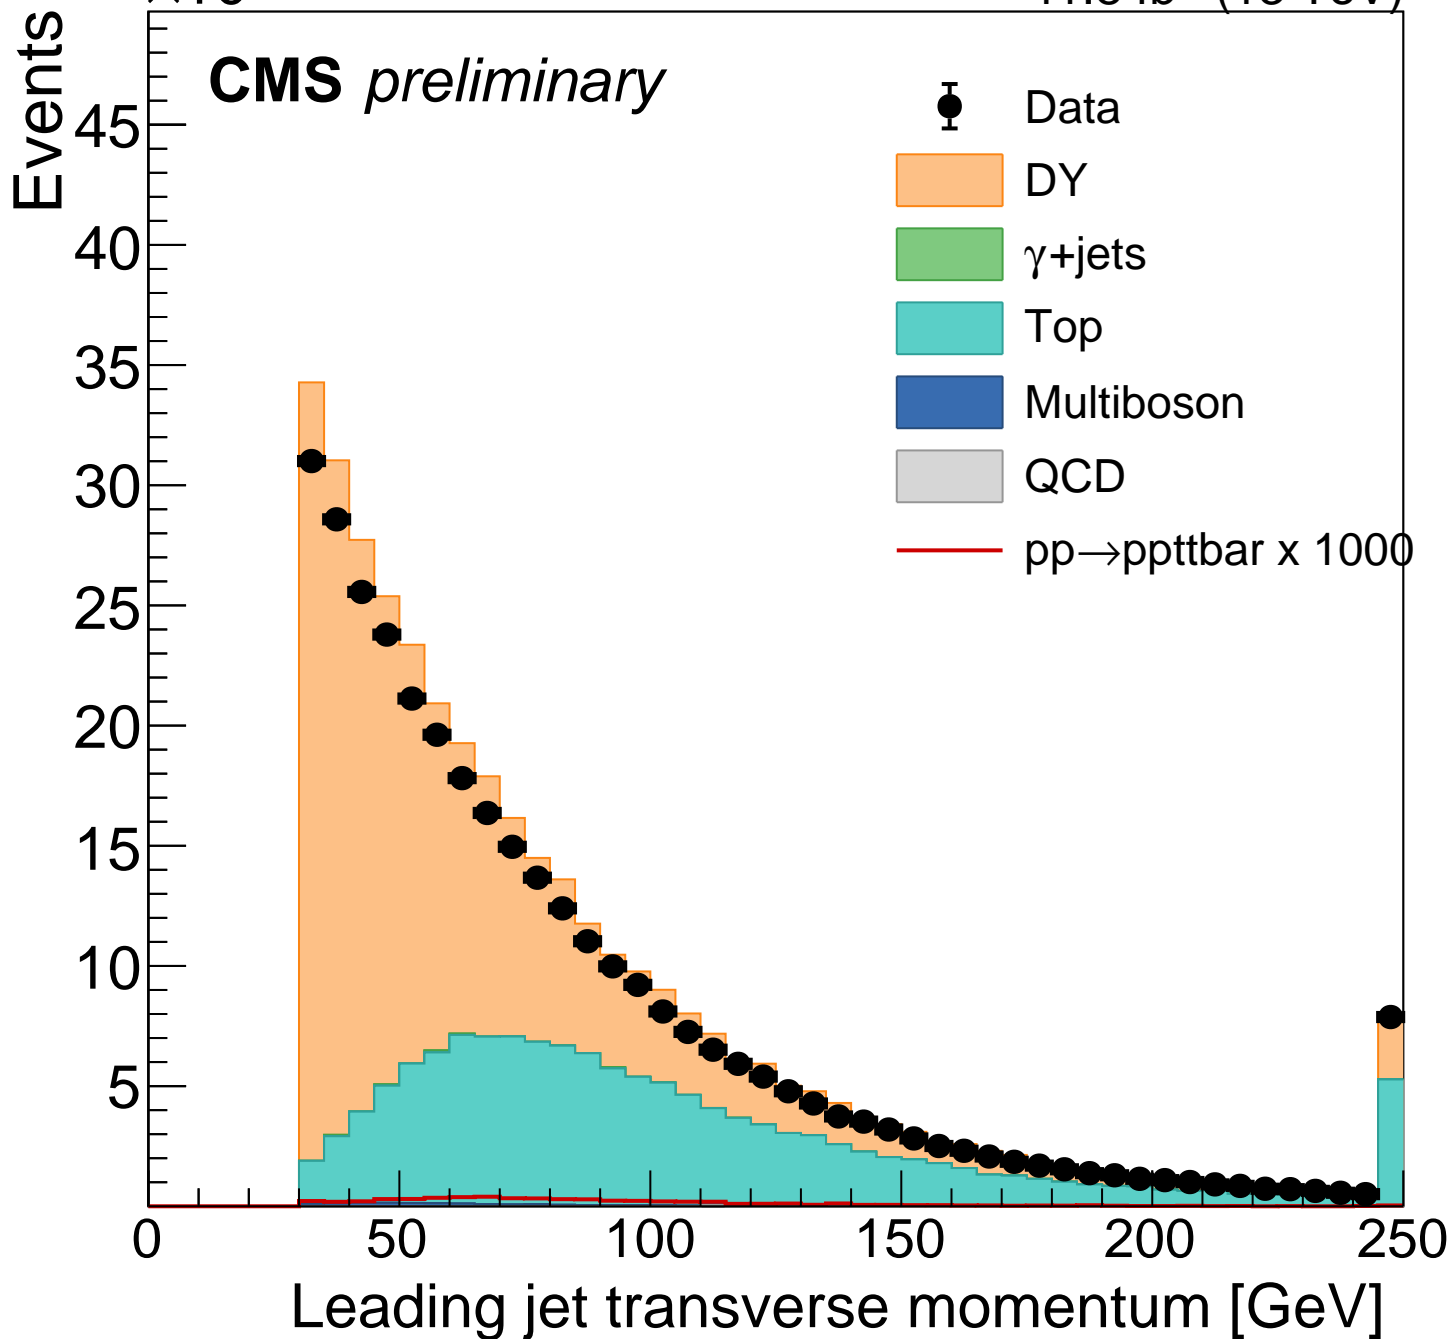 CMS preliminary
Events
Data
DY
γ+jets
Top
Multiboson
QCD
pp→ppttbar x 1000
45
40
35
30
25
20
15
10
5
0 50 100 150 200 250
Leading jet transverse momentum [GeV]